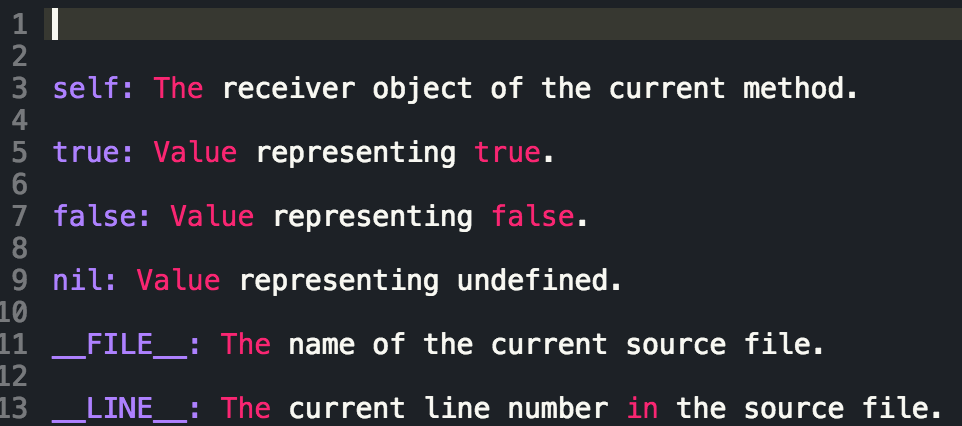 1
2
3 self: The receiver object of the current method.
4
5 true: Value representing true.
6
7 false: Value representing false.
8
9 nil: Value representing undefined.
10
11 __FILE__: The name of the current source file.
12
13 __LINE__: The current line number in the source file.